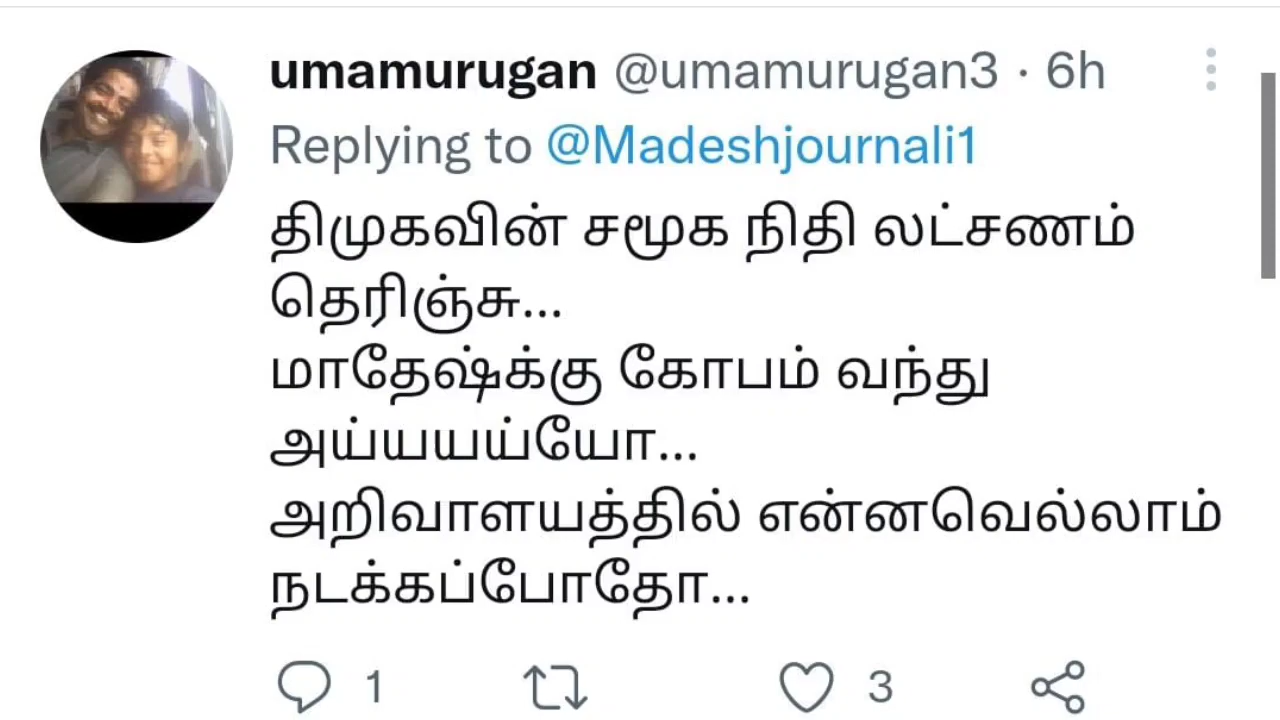 umamurugan @umamurugan3 · 6h
Replying to @Madeshjournali1
திமுகவின் சமூக நிதி லட்சணம்
தெரிஞ்சு...
மாதேஷ்க்கு கோபம் வந்து
அய்யயய்யோ...
அறிவாளயத்தில் என்னவெல்லாம்
நடக்கப்போதோ...
1 3